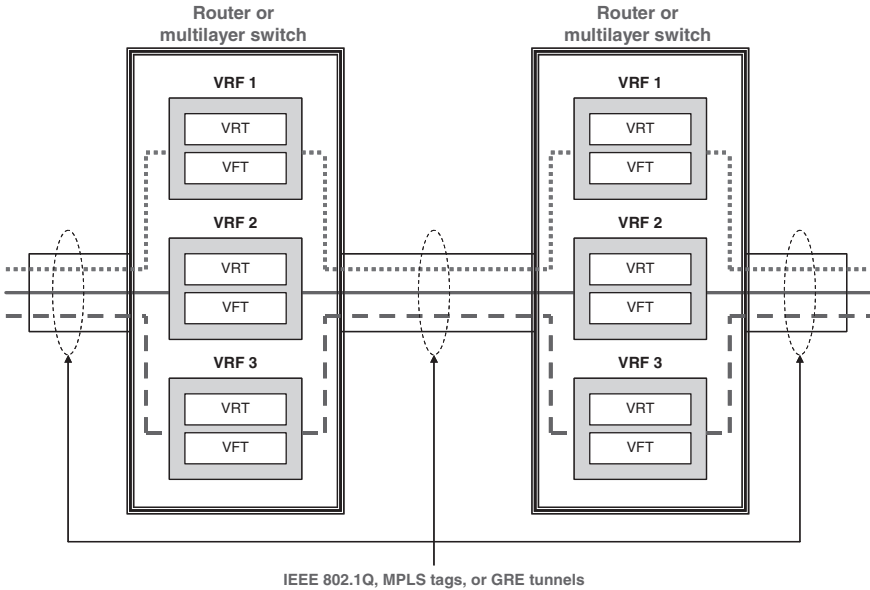 Router or
multilayer switch
VRF 1
VRT
VFT
VRF 2
VRT
VFT
VRF 3
VRT
VFT
Router or
multilayer switch
VRF 1
VRT
VFT
VRF 2
VRT
VFT
VRF 3
VRT
VFT
IEEE 802.1Q, MPLS tags, or GRE tunnels